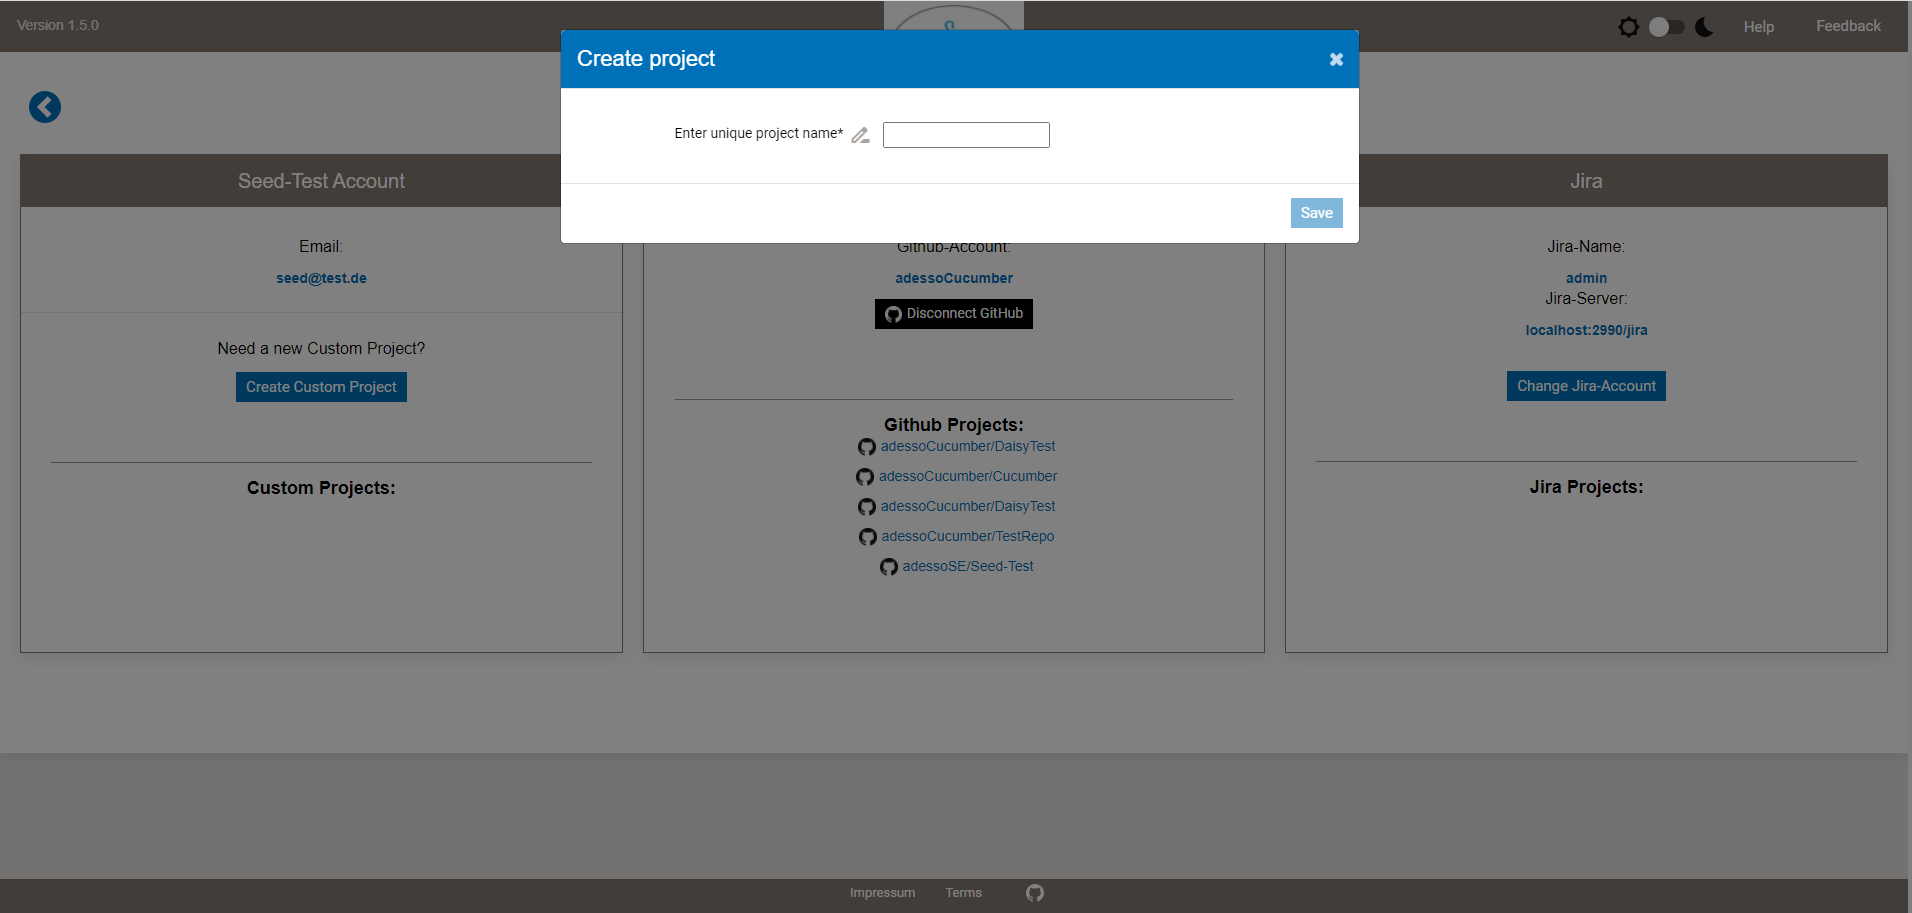 Version 1.5.0
Help
Feedback
Create project
Enter unique project name*
Save
Seed-Test Account
Email:
seed@test.de
Need a new Custom Project?
Create Custom Project
Custom Projects:
Github-Account:
adessoCucumber
Disconnect GitHub
Github Projects:
adessoCucumber/DaisyTest
adessoCucumber/Cucumber
adessoCucumber/DaisyTest
adessoCucumber/TestRepo
adessoSE/Seed-Test
Jira
Jira-Name:
admin
Jira-Server:
localhost:2990/jira
Change Jira-Account
Jira Projects:
Impressum
Terms